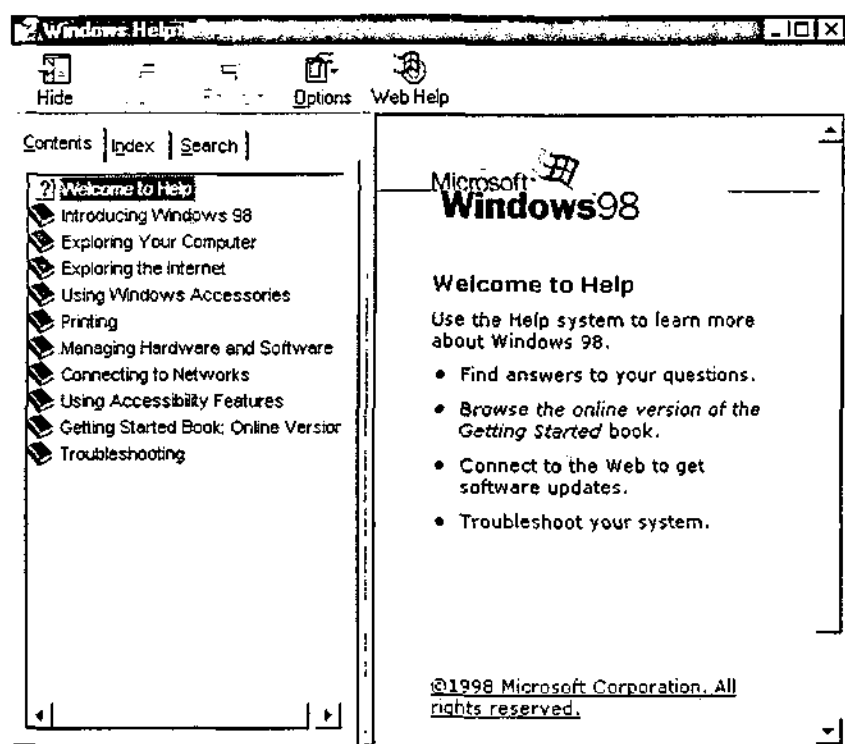 Windows Help
Hide
Options
Web Help
Contents
Index
Search
Welcome to Help
Introducing Windows 98
Exploring Your Computer
Exploring the Internet
Using Windows Accessories
Printing
Managing Hardware and Software
Connecting to Networks
Using Accessibility Features
Getting Started Book: Online Version
Troubleshooting
Microsoft
Windows98
Welcome to Help
Use the Help system to learn more
about Windows 98.
• Find answers to your questions.
• Browse the online version of the
Getting Started book.
• Connect to the Web to get
software updates.
• Troubleshoot your system.
©1998 Microsoft Corporation. All
rights reserved.